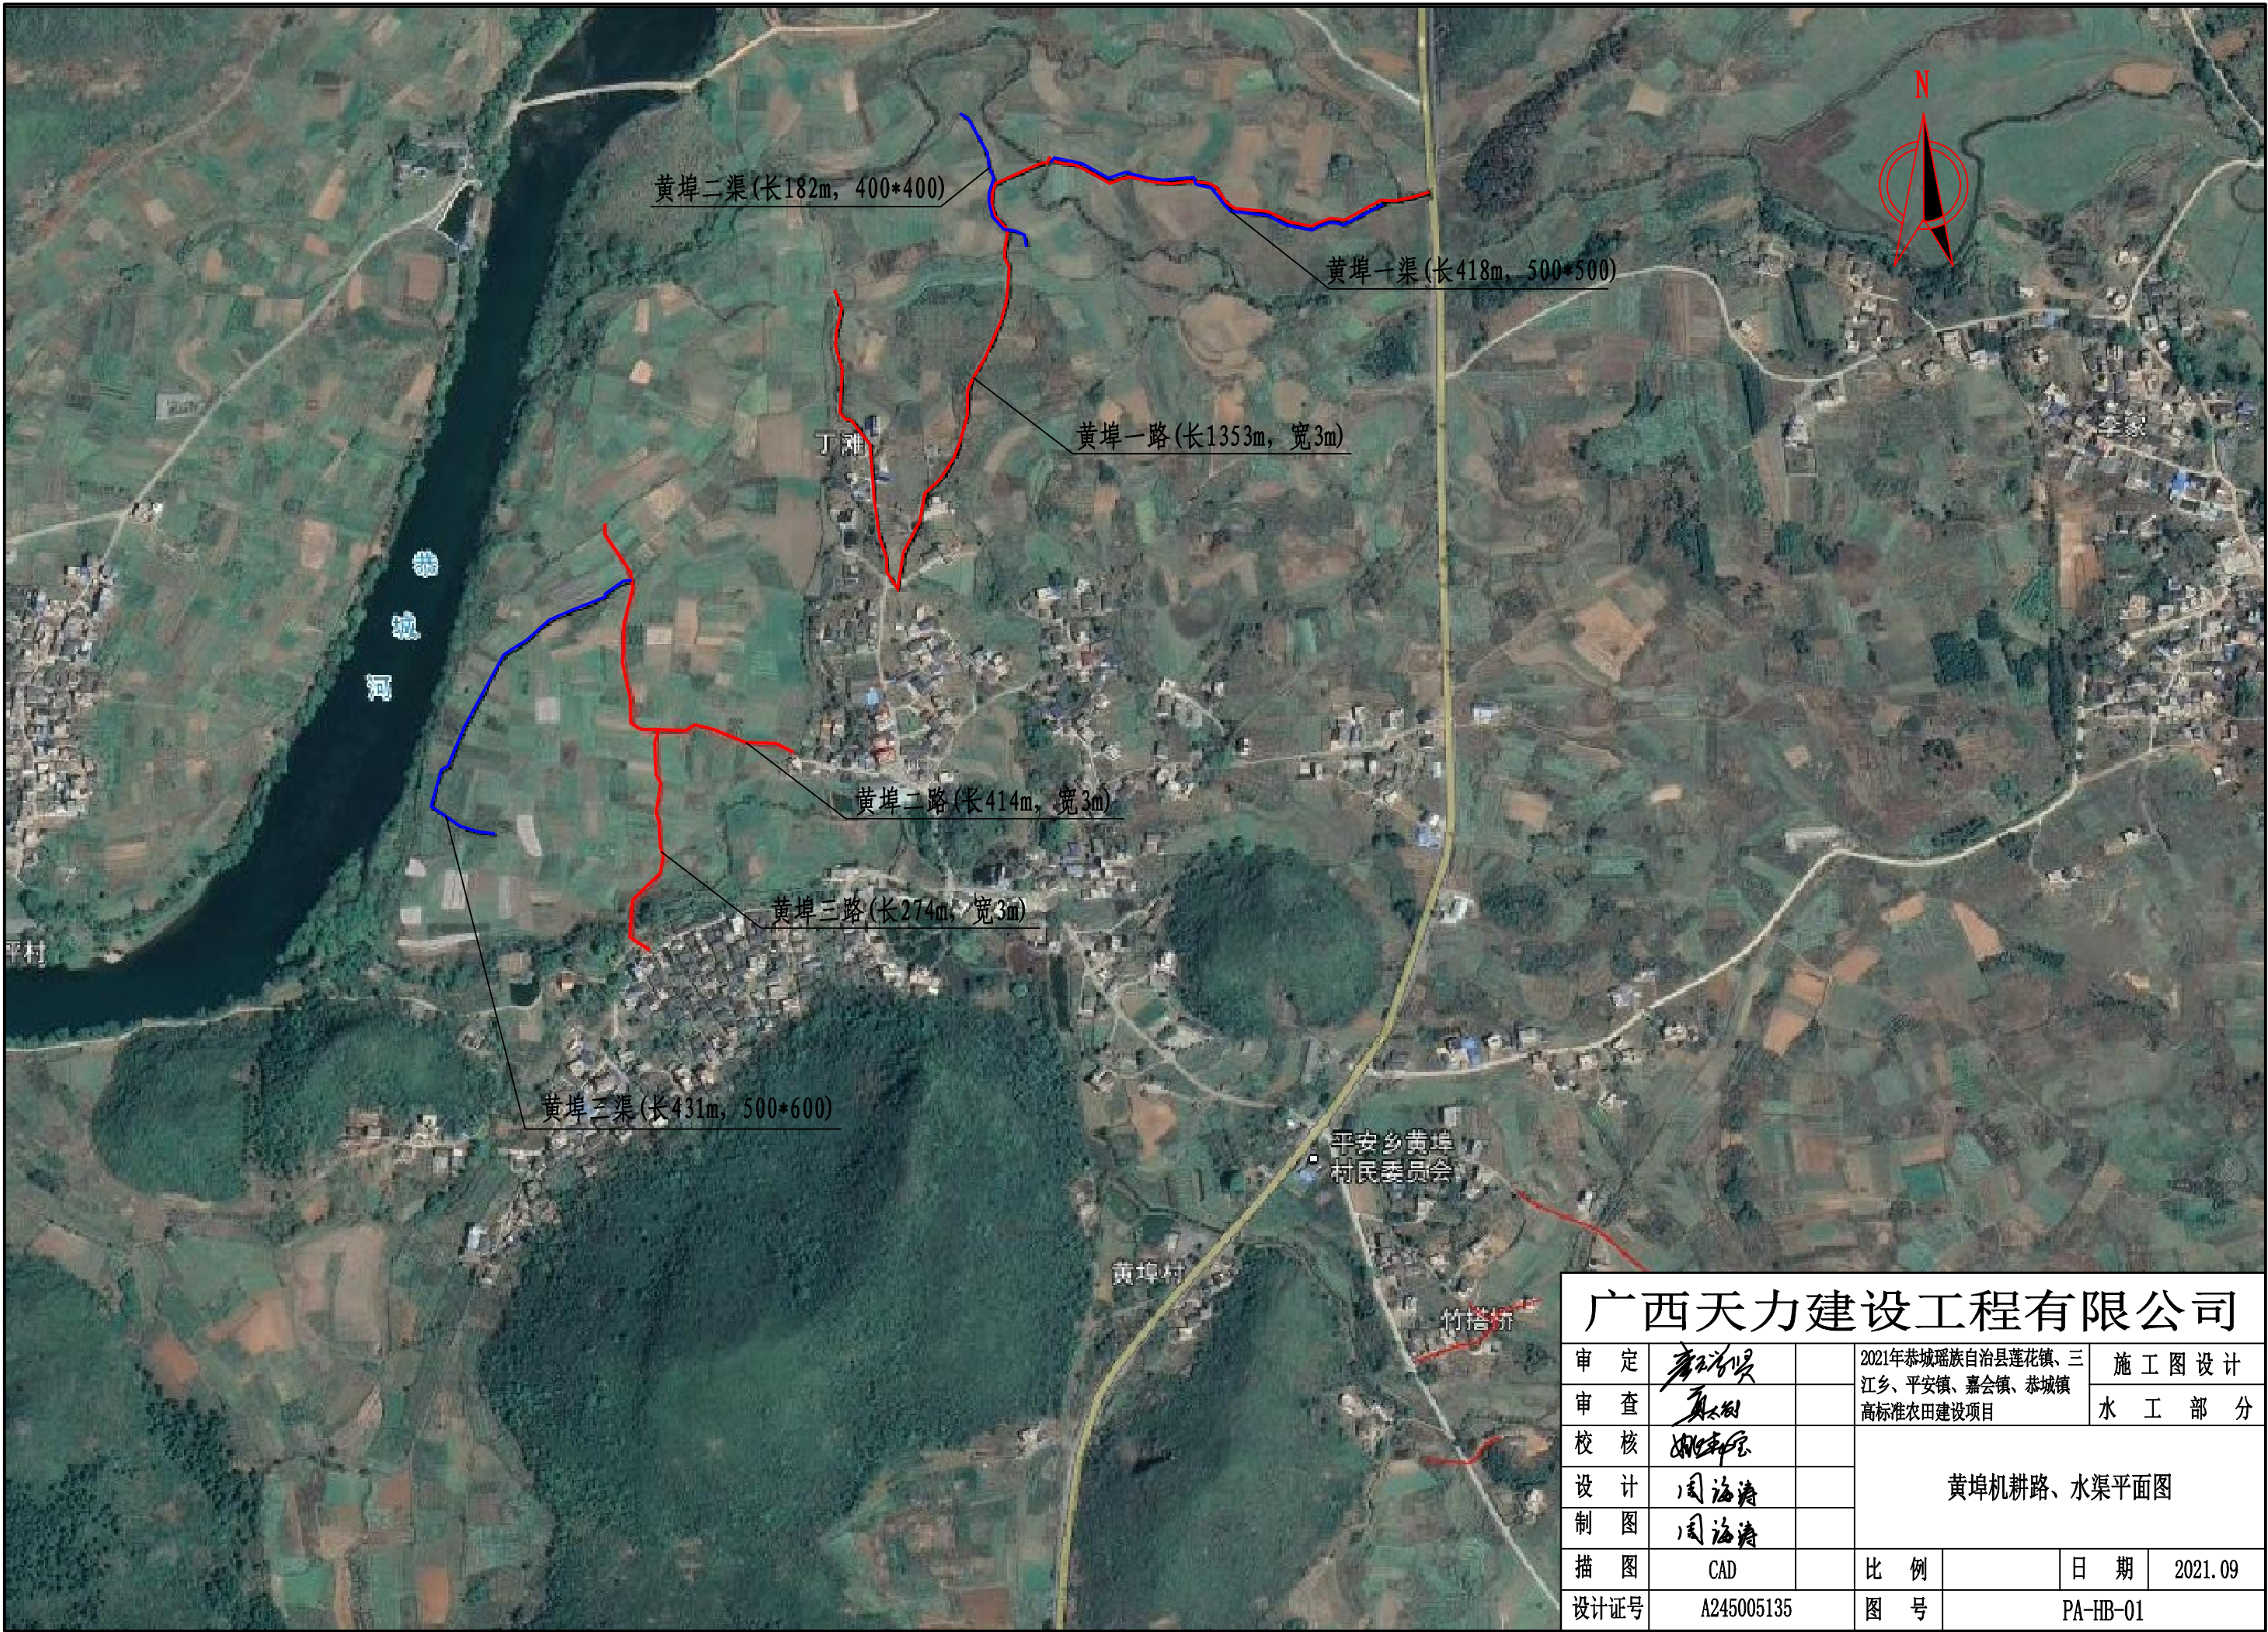 N
黄埠二渠(长182m, 400*400)
黄埠一渠(长418m, 500*500)
黄埠一路(长1353m, 宽3m)
丁滩
李家
恭
城
河
黄埠二路(长414m, 宽3m)
黄埠三路(长274m, 宽3m)
平村
黄埠三渠(长431m, 500*600)
平安乡黄埠
村民委员会
黄埠村
竹搭桥
广西天力建设工程有限公司
审 定
审 查
校 核
设 计 周海涛
制 图 周海涛
描 图 CAD
设计证号 A245005135
2021年恭城瑶族自治县莲花镇、三
江乡、平安镇、嘉会镇、恭城镇
高标准农田建设项目
施工图设计
水 工 部 分
黄埠机耕路、水渠平面图
比 例
日 期 2021.09
图 号 PA-HB-01